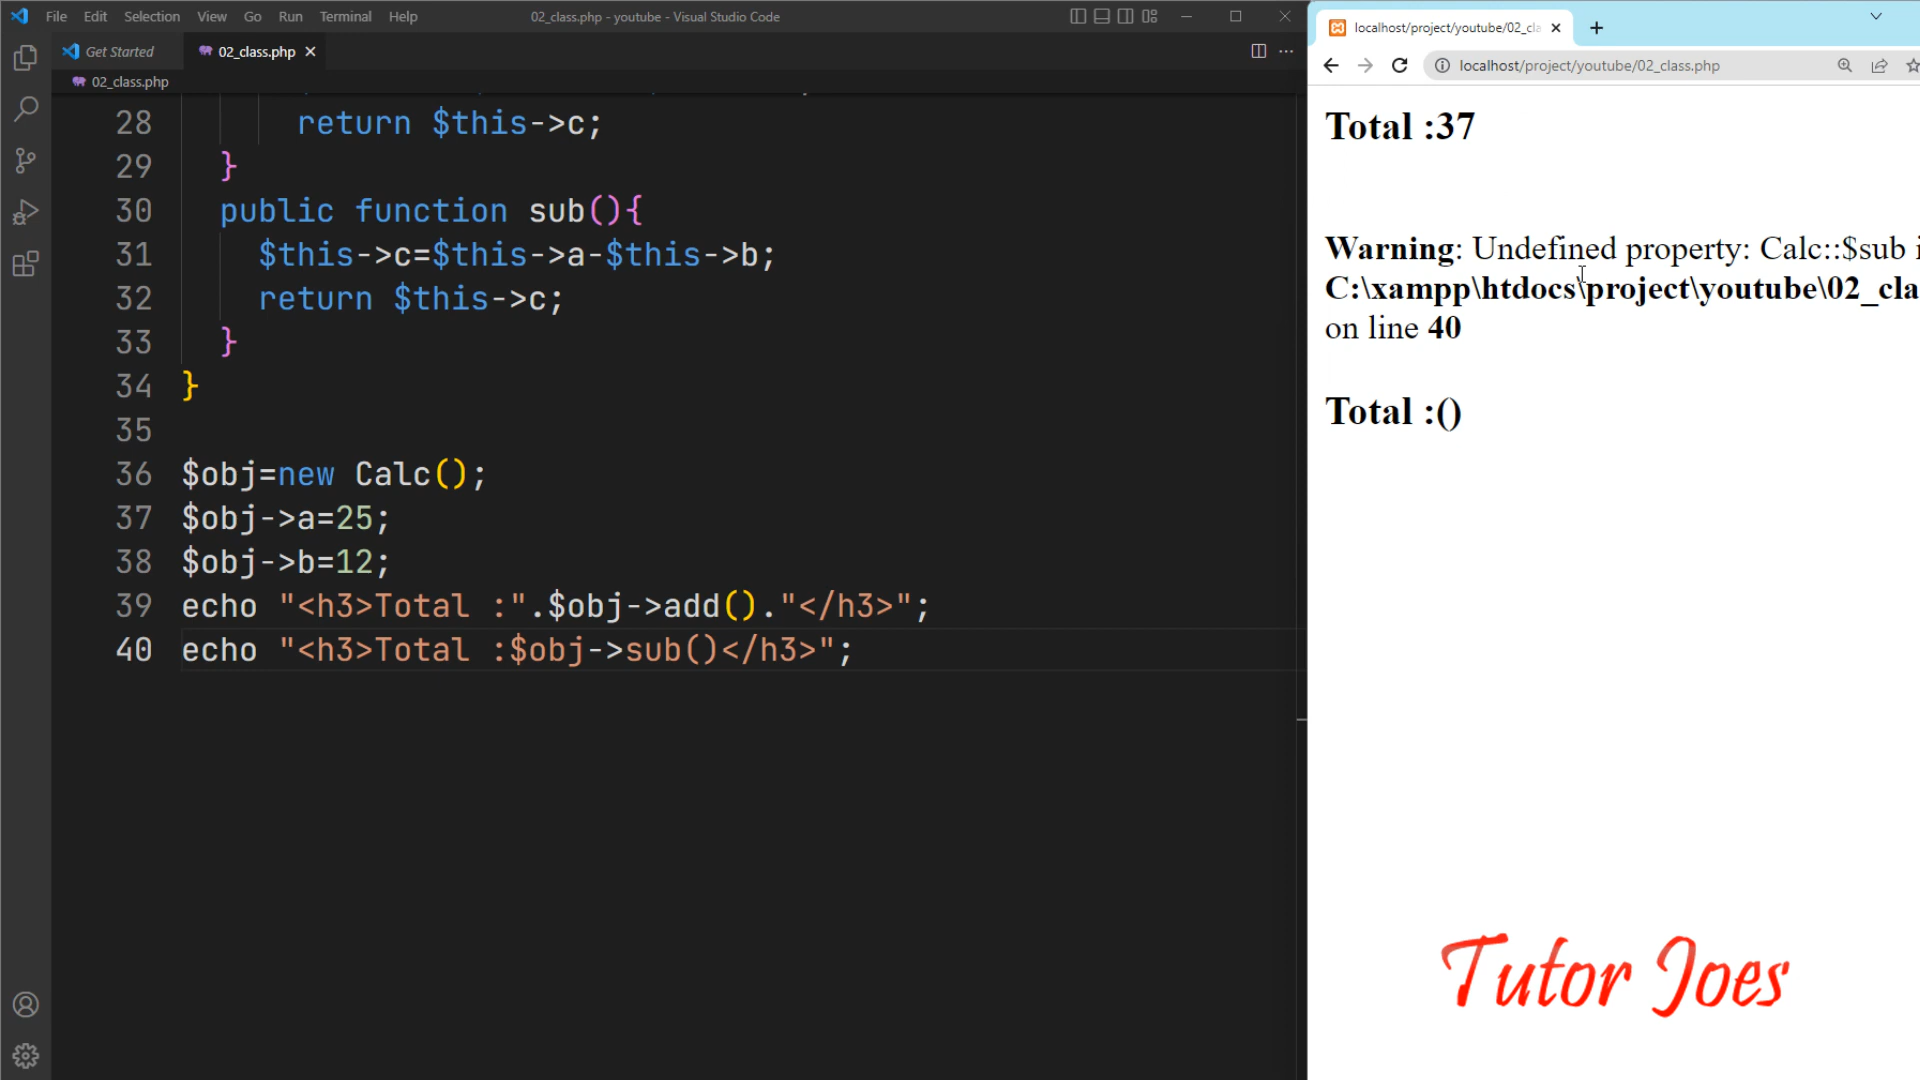 File Edit Selection View Go Run Terminal Help
02_class.php - youtube - Visual Studio Code
Get Started
02_class.php
02_class.php
28 return $this->c;
29 }
30 public function sub(){
31 $this->c=$this->a-$this->b;
32 return $this->c;
33 }
34 }
35
36 $obj=new Calc();
37 $obj->a=25;
38 $obj->b=12;
39 echo "<h3>Total :".$obj->add()."</h3>";
40 echo "<h3>Total :$obj->sub()</h3>";
localhost/project/youtube/02_cla
localhost/project/youtube/02_class.php
Total :37
Warning: Undefined property: Calc::$sub i
C:\xampp\htdocs\project\youtube\02_cla
on line 40
Total :()
Tutor Joes